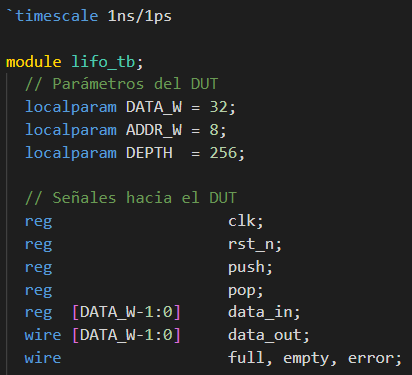 `timescale 1ns/1ps
module lifo_tb;
// Parámetros del DUT
localparam DATA_W = 32;
localparam ADDR_W = 8;
localparam DEPTH  = 256;
// Señales hacia el DUT
reg clk;
reg rst_n;
reg push;
reg pop;
reg [DATA_W-1:0] data_in;
wire [DATA_W-1:0] data_out;
wire full, empty, error;